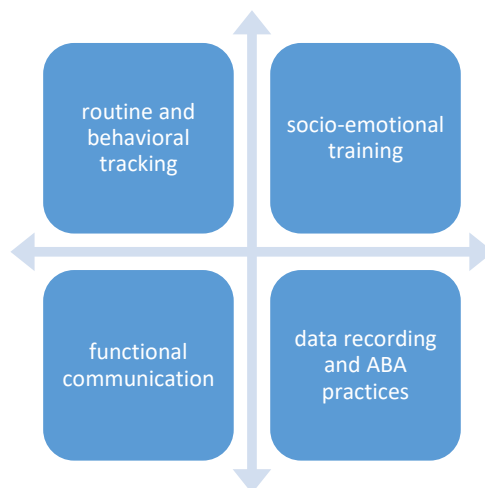 routine and
behavioral
tracking
socio-emotional
training
functional
communication
data recording
and ABA
practices